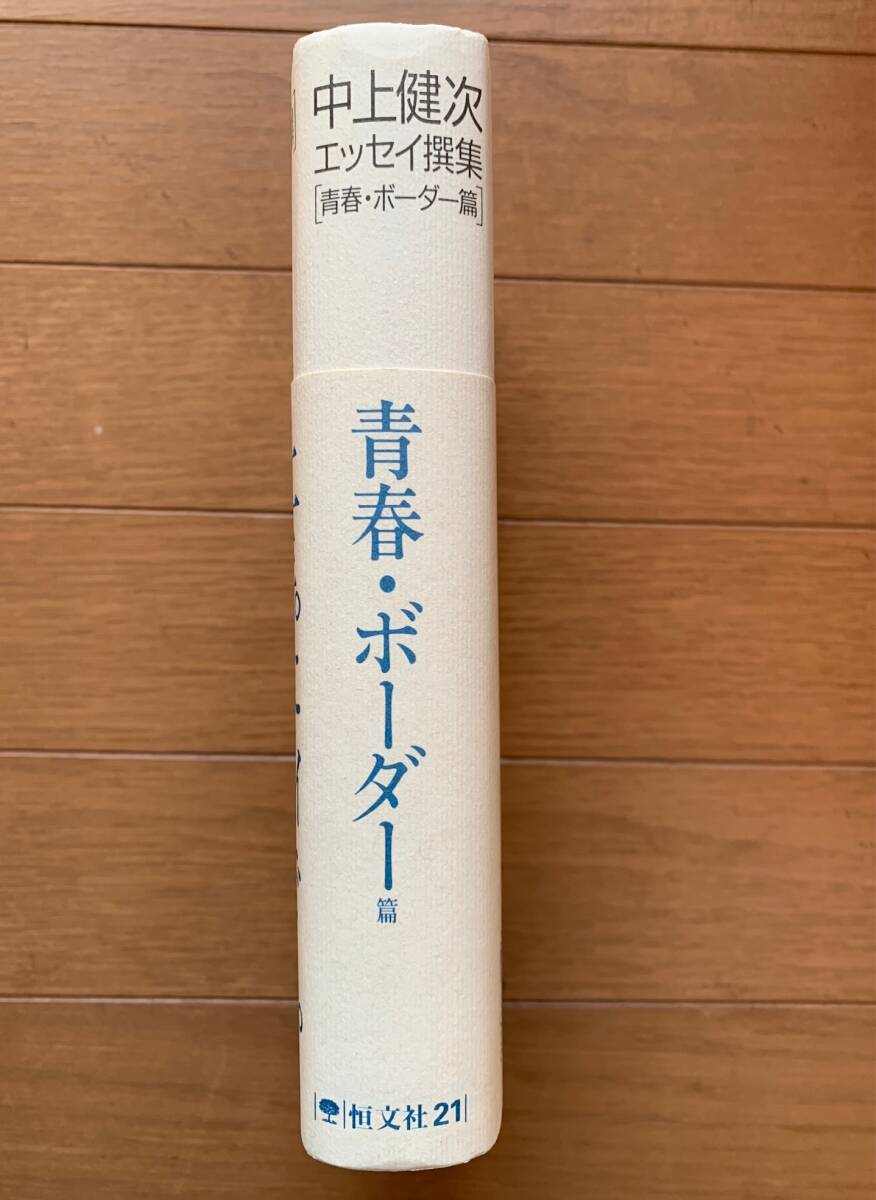 中上健次
エッセイ撰集
[青春・ボーダー篇]
青春・ボーダー篇
恒文社21